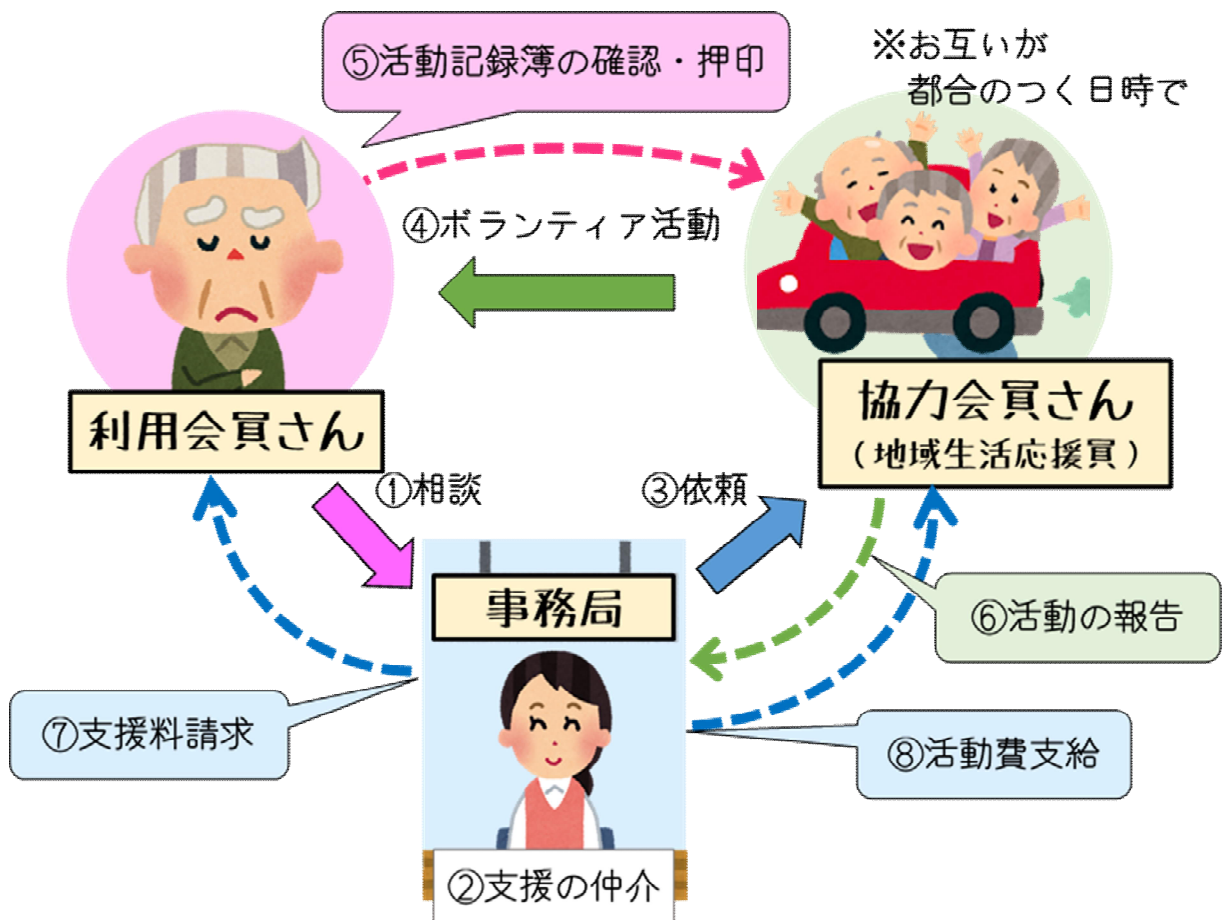 ⑤活動記録簿の確認・押印
※お互いが
都合のつく日時で
④ボランティア活動
利用会員さん
協力会員さん
(地域生活応援員)
①相談
③依頼
事務局
⑥活動の報告
⑦支援料請求
⑧活動費支給
②支援の仲介